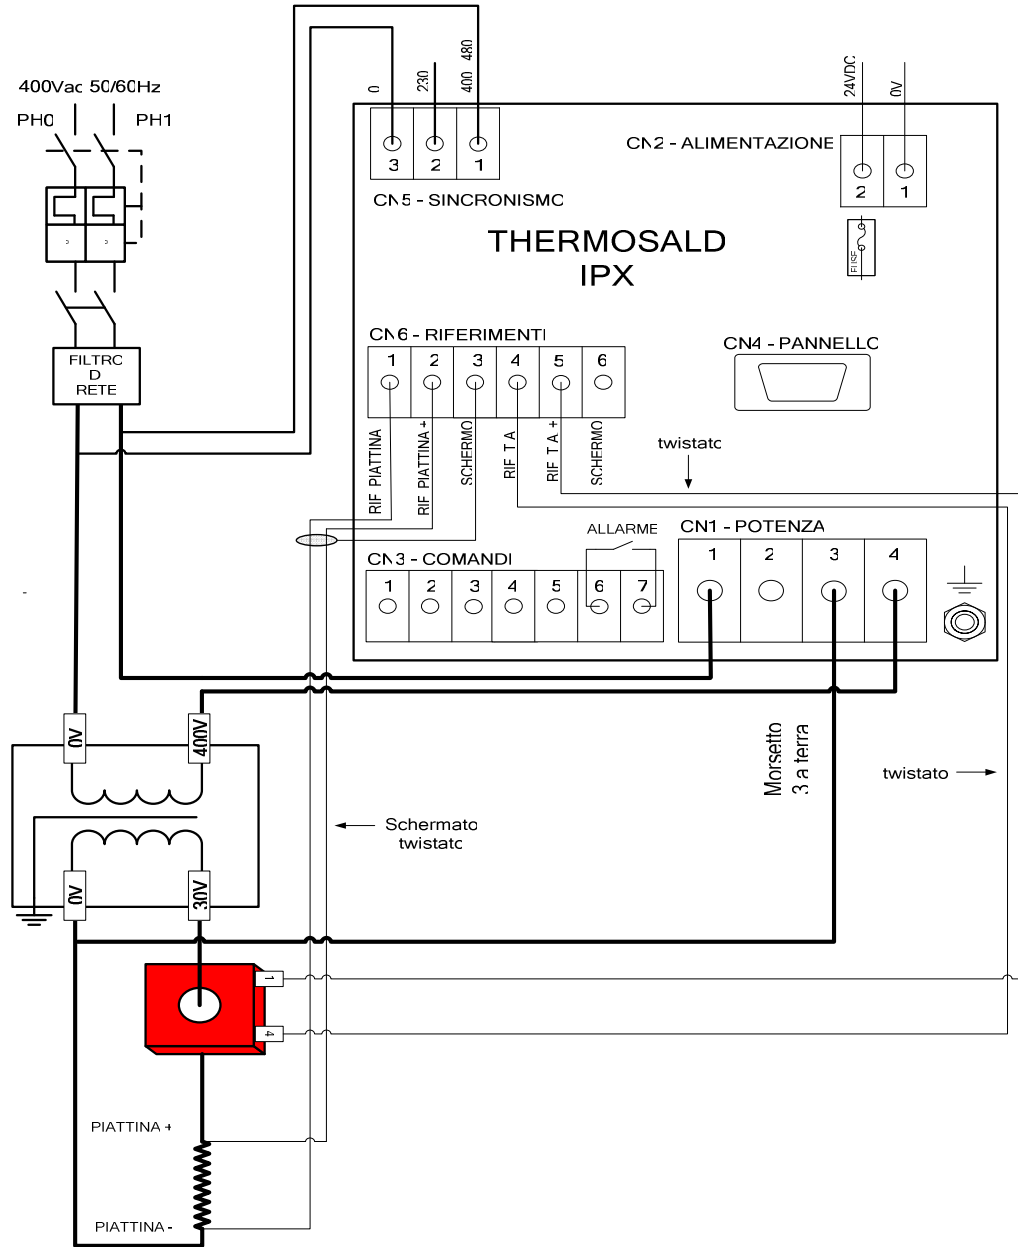 0
230
400 480
24VDC
0V
400Vac 50/60Hz
PH0
PH1
3
2
1
CN5 - SINCRONISMO
CN2 - ALIMENTAZIONE
2
1
FUSE
THERMOSALD
IPX
CN6 - RIFERIMENTI
1
2
3
4
5
6
CN4 - PANNELLO
FILTRO
D
RETE
RIF PIATTINA
RIF PIATTINA +
SCHERMO
RIF T A
RIF T A +
SCHERMO
twistato
ALLARME
CN1 - POTENZA
1
2
3
4
CN3 - COMANDI
1
2
3
4
5
6
7
0V
400V
Morsetto
3 a terra
twistato
Schermato
twistato
0V
30V
1
4
PIATTINA +
PIATTINA -